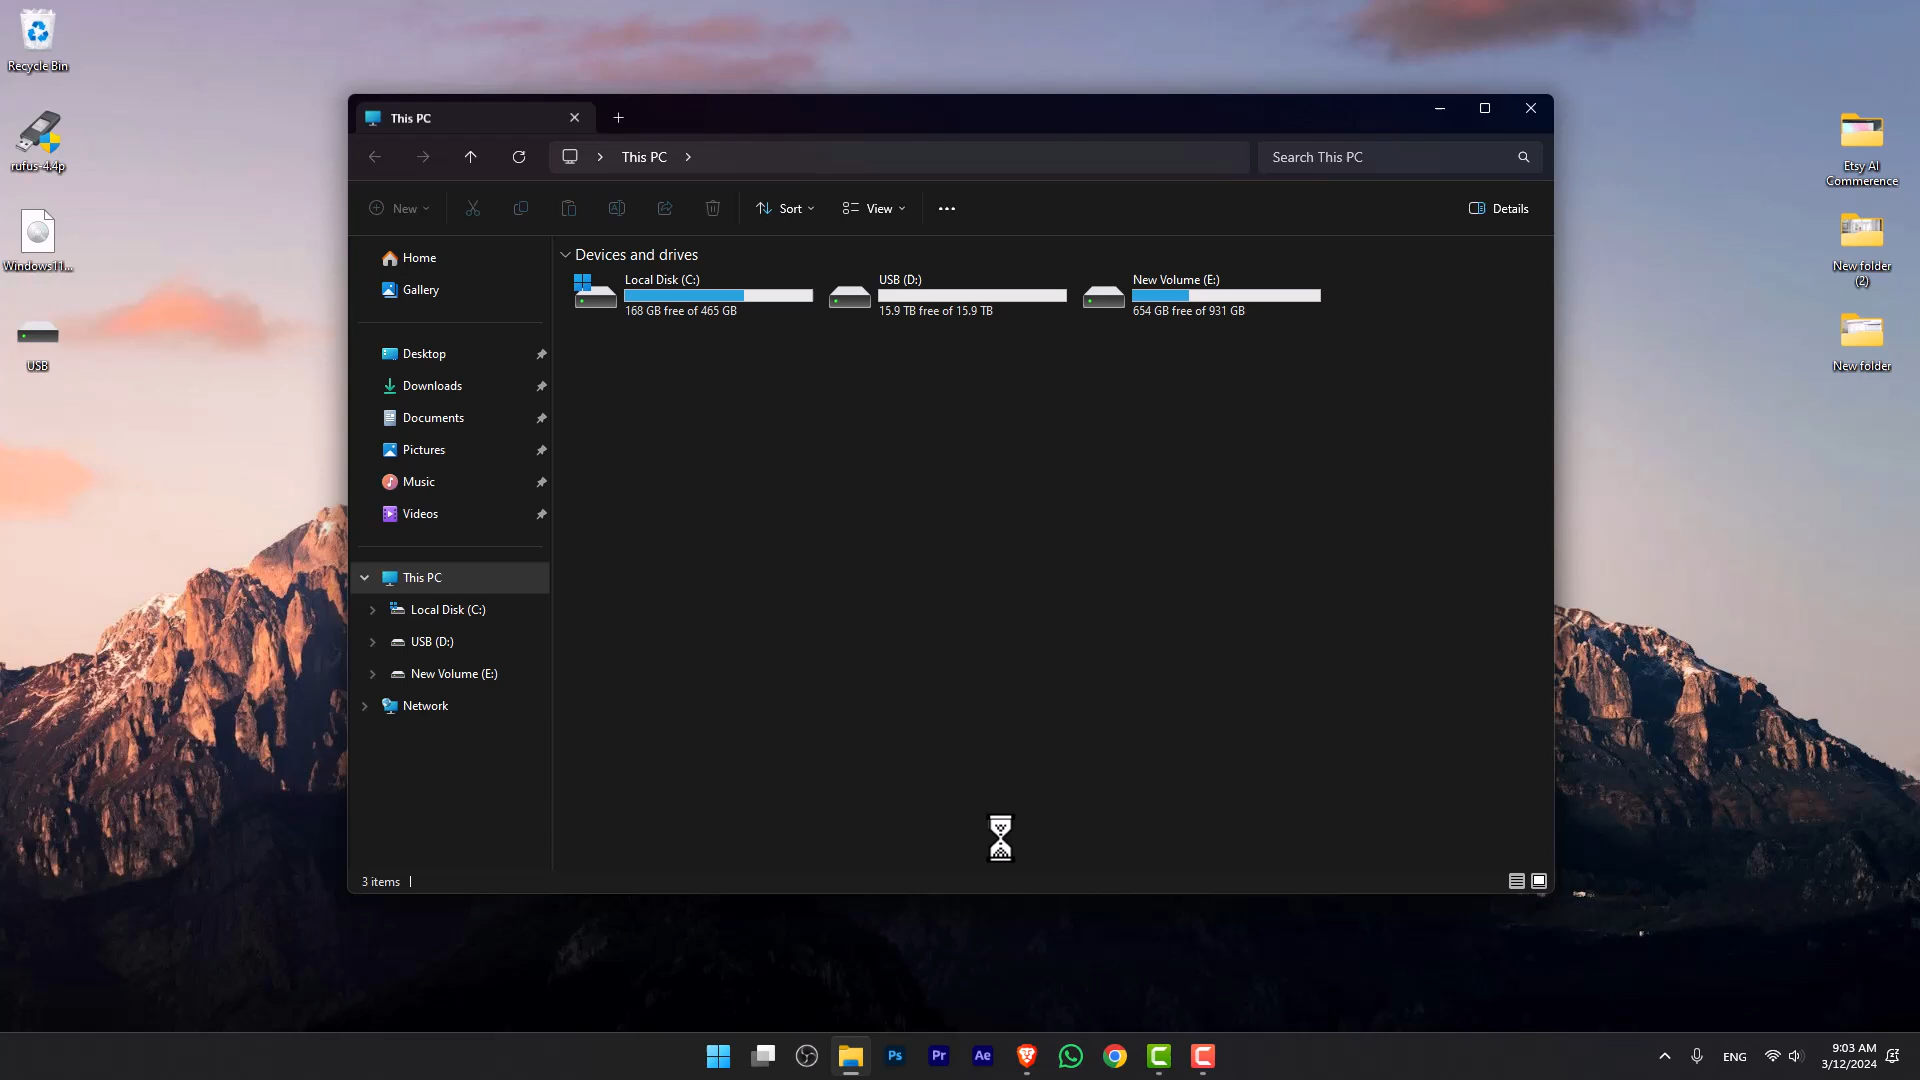 Recycle Bin
rufus-4.4p
Windows11...
USB
This PC
This PC
Search This PC
New
Sort
View
Details
Home
Gallery
Desktop
Downloads
Documents
Pictures
Music
Videos
This PC
Local Disk (C:)
USB (D:)
New Volume (E:)
Network
Devices and drives
Local Disk (C:)
168 GB free of 465 GB
USB (D:)
15.9 TB free of 15.9 TB
New Volume (E:)
654 GB free of 931 GB
3 items
Etsy AI
Commerence
New folder
(2)
New folder
Ps
Pr
Ae
ENG
9:03 AM
3/12/2024